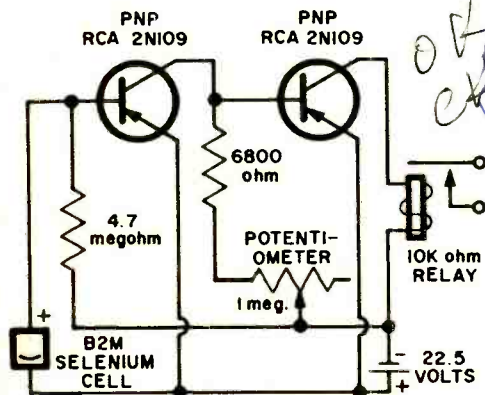 PNP
RCA 2N109
PNP
RCA 2N109
OK
4.7
megohm
6800
ohm
POTENTI-
OMETER
1 meg.
10K ohm
RELAY
+
B2M
SELENIUM
CELL
-
22.5
VOLTS
+